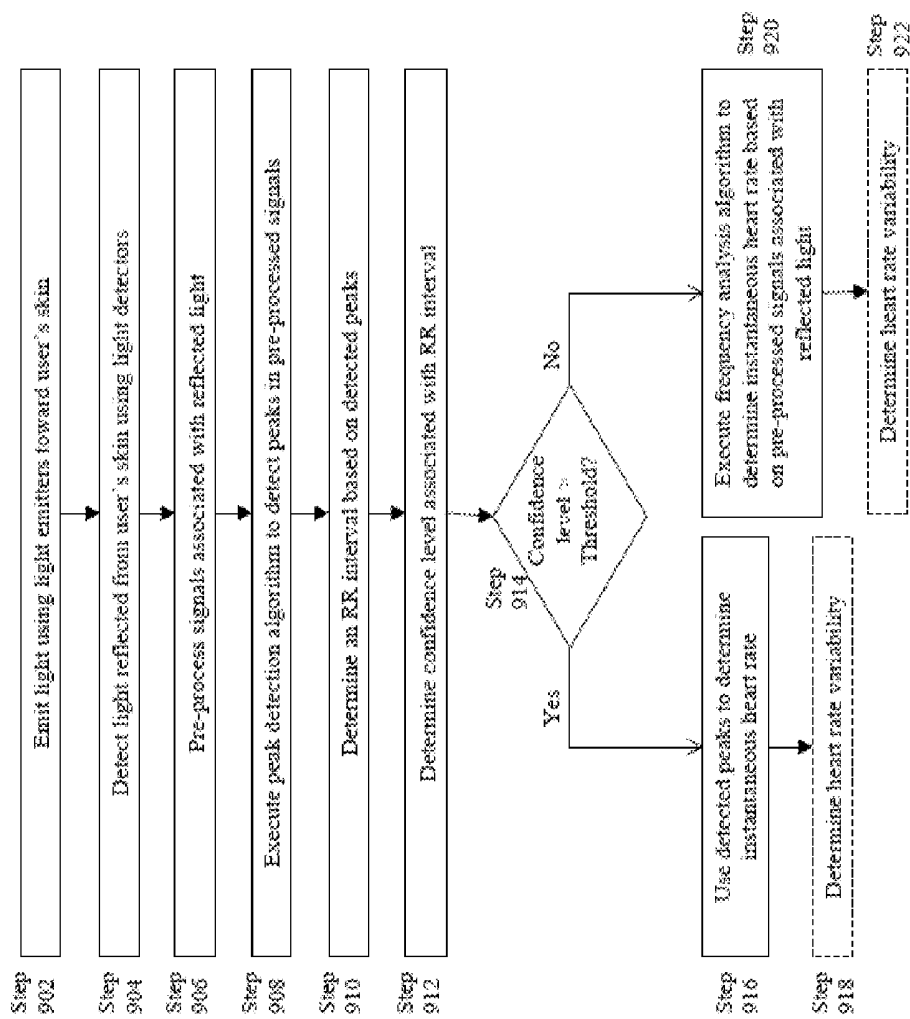 Step
902
Emit light using light emitters toward user's skin
Step
904
Detect light reflected from user's skin using light detectors
Step
906
Pre-process signals associated with reflected light
Step
908
Execute peak detection algorithm to detect peaks in pre-processed signals
Step
910
Determine an RR interval based on detected peaks
Step
912
Determine confidence level associated with RR interval
Step
914
Confidence
level >
Threshold?
Yes
No
Step
916
Use detected peaks to determine
instantaneous heart rate
Step
918
Determine heart rate variability
Step
920
Execute frequency analysis algorithm to
determine instantaneous heart rate based
on pre-processed signals associated with
reflected light
Step
922
Determine heart rate variability